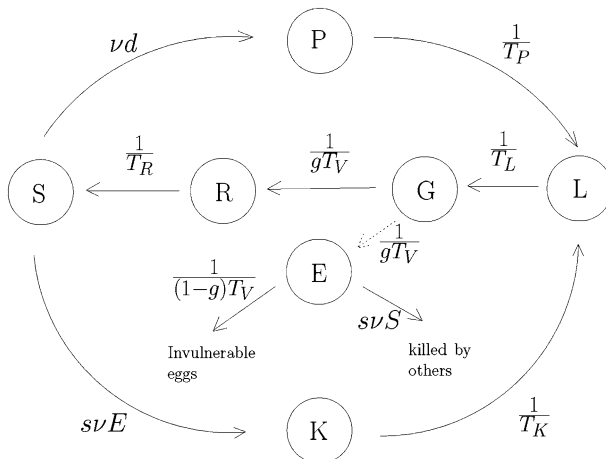 νd
P
1/T_P
S
1/T_R
R
1/gT_V
G
1/T_L
L
1/gT_V
E
1/(1−g)T_V
sνS
Invulnerable
eggs
killed by
others
sνE
K
1/T_K